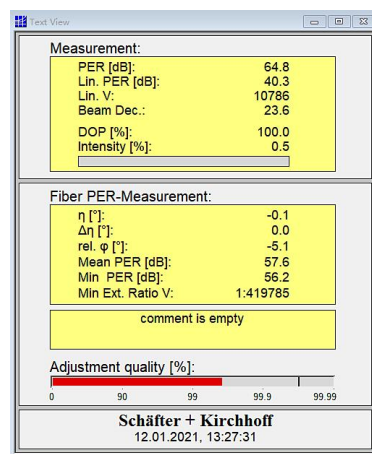 Text View
Measurement:
PER [dB]: 64.8
Lin. PER [dB]: 40.3
Lin. V: 10786
Beam Dec.: 23.6
DOP [%]: 100.0
Intensity [%]: 0.5
Fiber PER-Measurement:
η [°]: -0.1
Δη [°]: 0.0
rel. φ [°]: -5.1
Mean PER [dB]: 57.6
Min PER [dB]: 56.2
Min Ext. Ratio V: 1:419785
comment is empty
Adjustment quality [%]:
0 90 99 99.9 99.99
Schäfter + Kirchhoff
12.01.2021, 13:27:31